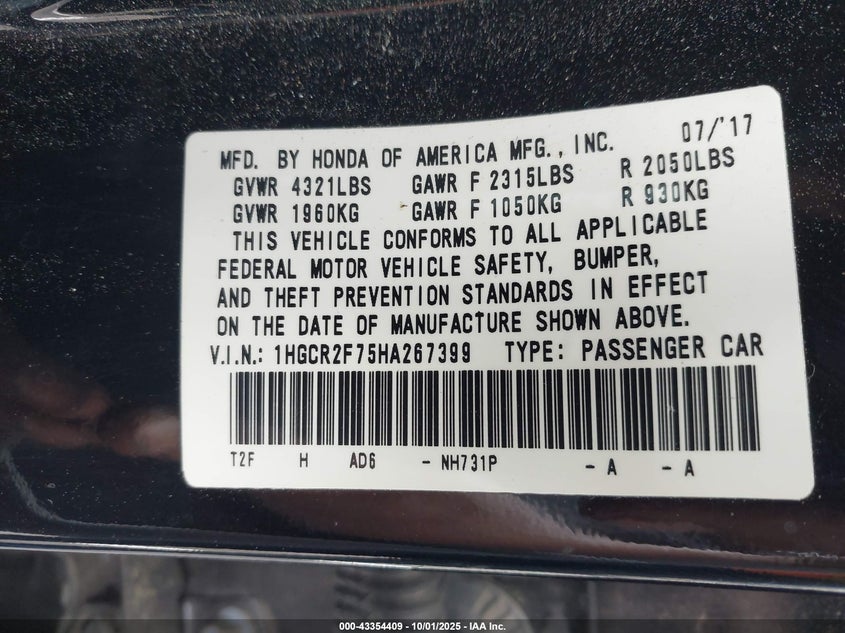 MFD. BY HONDA OF AMERICA MFG., INC. 07/'17
GVWR 4321LBS GAWR F 2315LBS R 2050LBS
GVWR 1960KG GAWR F 1050KG R 930KG
THIS VEHICLE CONFORMS TO ALL APPLICABLE
FEDERAL MOTOR VEHICLE SAFETY, BUMPER,
AND THEFT PREVENTION STANDARDS IN EFFECT
ON THE DATE OF MANUFACTURE SHOWN ABOVE.
V.I.N.: 1HGCR2F75HA267399 TYPE: PASSENGER CAR
T2F H AD6 - NH731P - A - A
000-43354409 - 10/01/2025 - IAA Inc.